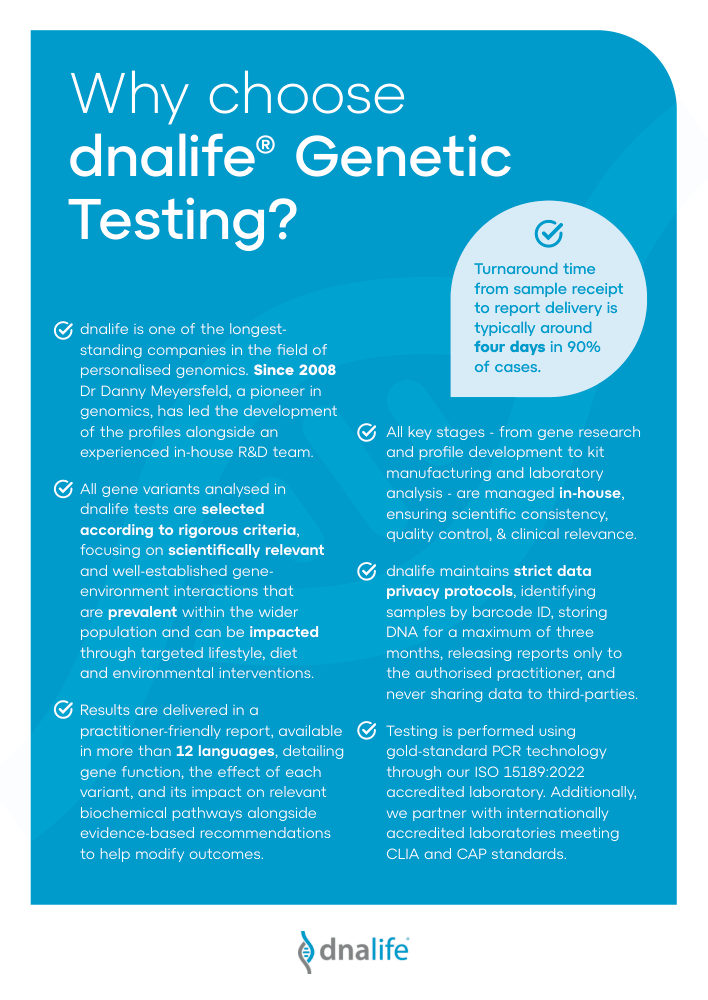 Why choose
dnalife® Genetic
Testing?
Turnaround time
from sample receipt
to report delivery is
typically around
four days in 90%
of cases.
dnalife is one of the longest-
standing companies in the field of
personalised genomics. Since 2008
Dr Danny Meyersfeld, a pioneer in
genomics, has led the development
of the profiles alongside an
experienced in-house R&D team.
All gene variants analysed in
dnalife tests are selected
according to rigorous criteria,
focusing on scientifically relevant
and well-established gene-
environment interactions that
are prevalent within the wider
population and can be impacted
through targeted lifestyle, diet
and environmental interventions.
Results are delivered in a
practitioner-friendly report, available
in more than 12 languages, detailing
gene function, the effect of each
variant, and its impact on relevant
biochemical pathways alongside
evidence-based recommendations
to help modify outcomes.
All key stages - from gene research
and profile development to kit
manufacturing and laboratory
analysis - are managed in-house,
ensuring scientific consistency,
quality control, & clinical relevance.
dnalife maintains strict data
privacy protocols, identifying
samples by barcode ID, storing
DNA for a maximum of three
months, releasing reports only to
the authorised practitioner, and
never sharing data to third-parties.
Testing is performed using
gold-standard PCR technology
through our ISO 15189:2022
accredited laboratory. Additionally,
we partner with internationally
accredited laboratories meeting
CLIA and CAP standards.
dnalife®